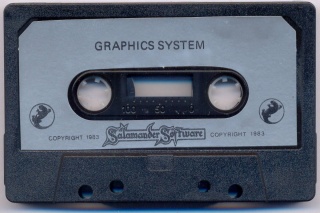 GRAPHICS SYSTEM
Salamander Software
COPYRIGHT 1983
COPYRIGHT 1983